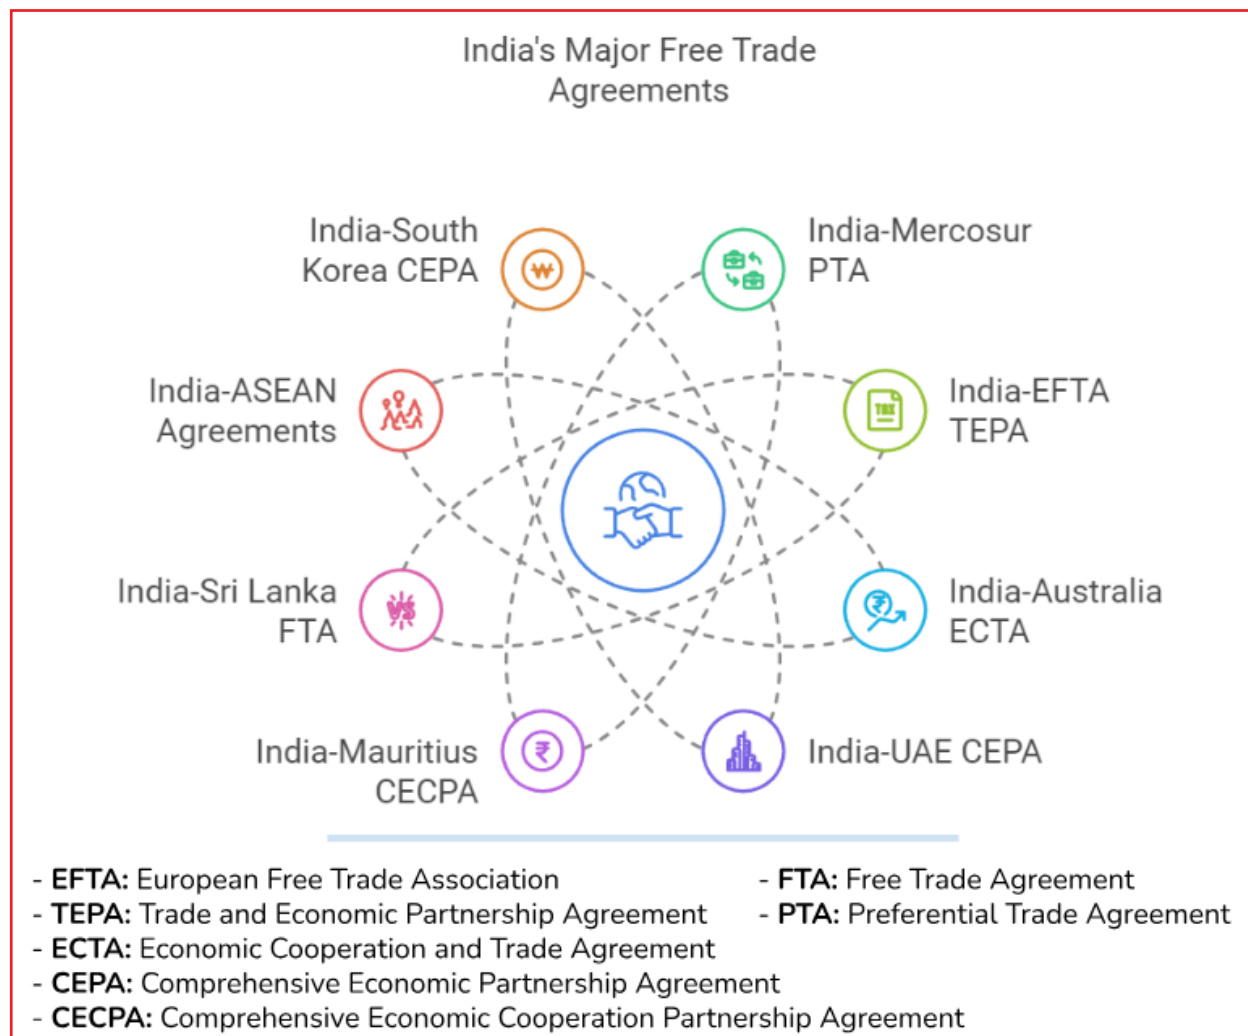 India's Major Free Trade
Agreements
India-South
Korea CEPA
India-Mercosur
PTA
India-ASEAN
Agreements
TAX
India-EFTA
TEPA
India-Sri Lanka
FTA
VS
India-Australia
ECTA
India-Mauritius
CECPA
India-UAE CEPA
- EFTA: European Free Trade Association
- FTA: Free Trade Agreement
- TEPA: Trade and Economic Partnership Agreement
- PTA: Preferential Trade Agreement
- ECTA: Economic Cooperation and Trade Agreement
- CEPA: Comprehensive Economic Partnership Agreement
- CECPA: Comprehensive Economic Cooperation Partnership Agreement